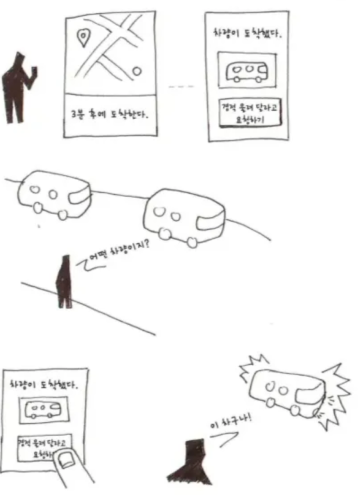 3분 후에 도착한다.
차량이 도착했다.
경적 울려 달라고
요청하기
어떤 차량이지?
차량이 도착했다.
경적 울려 달라고
요청하기
이 차구나!